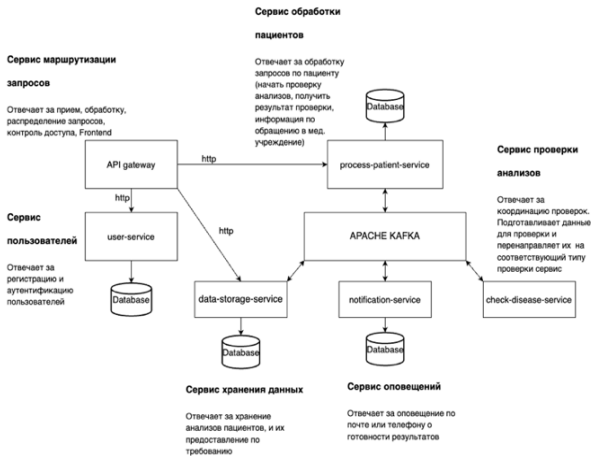 Сервис обработки
пациентов
Отвечает за обработку
запросов по пациенту
(начать проверку
анализов, получить
результат проверки,
информация по
обращению в мед.
учреждение)
Сервис маршрутизации
запросов
Отвечает за прием, обработку,
распределение запросов,
контроль доступа, Frontend
Database
API gateway
http
process-patient-service
Сервис проверки
анализов
Отвечает за
координацию проверок.
Подготавливает данные
для проверки и
перенаправляет их на
соответствующий типу
проверки сервис
http
Сервис
пользователей
Отвечает за
регистрацию и
аутентификацию
пользователей
user-service
http
APACHE KAFKA
Database
data-storage-service
notification-service
check-disease-service
Database
Database
Сервис хранения данных
Отвечает за хранение
анализов пациентов, и их
предоставление по
требованию
Сервис оповещений
Отвечает за оповещение по
почте или телефону о
готовности результатов